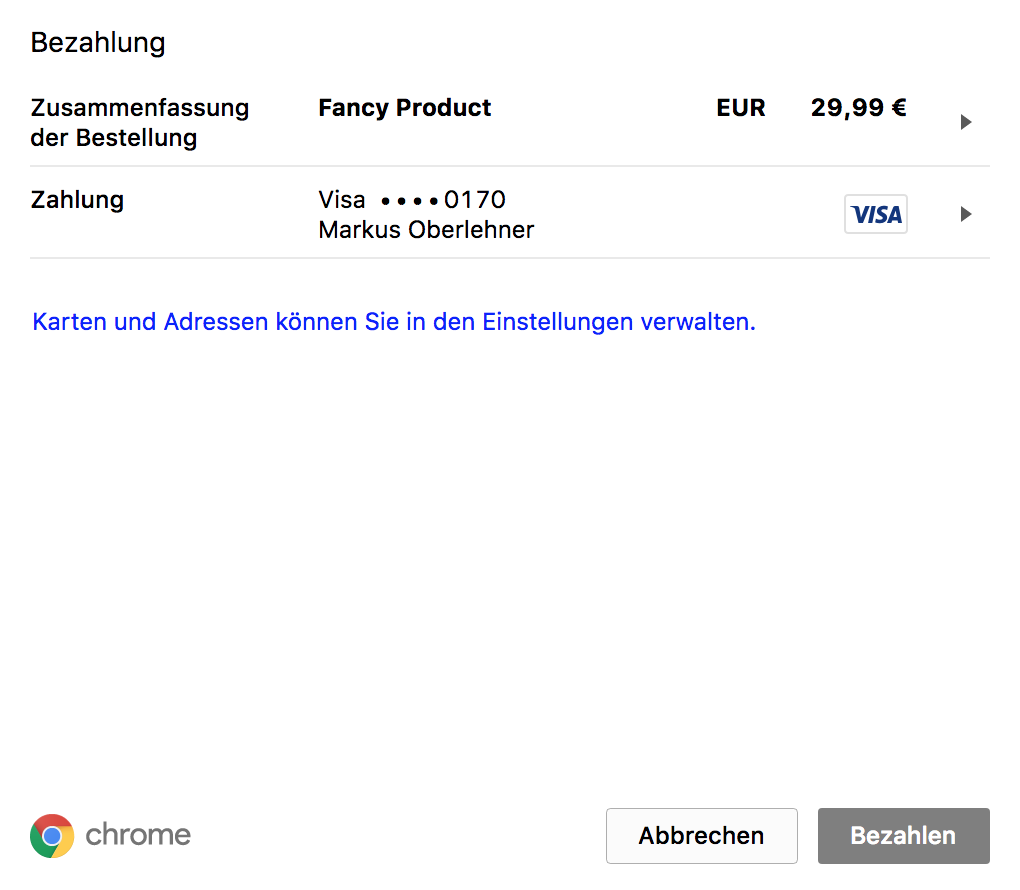 Bezahlung
Zusammenfassung der Bestellung
Fancy Product EUR 29,99 €
Zahlung
Visa ••••0170
Markus Oberlehner
VISA
Karten und Adressen können Sie in den Einstellungen verwalten.
chrome
Abbrechen
Bezahlen